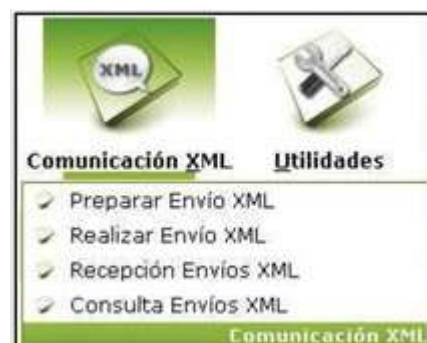 XML
Comunicación XML Utilidades
Preparar Envío XML
Realizar Envío XML
Recepción Envíos XML
Consulta Envíos XML
Comunicación XML